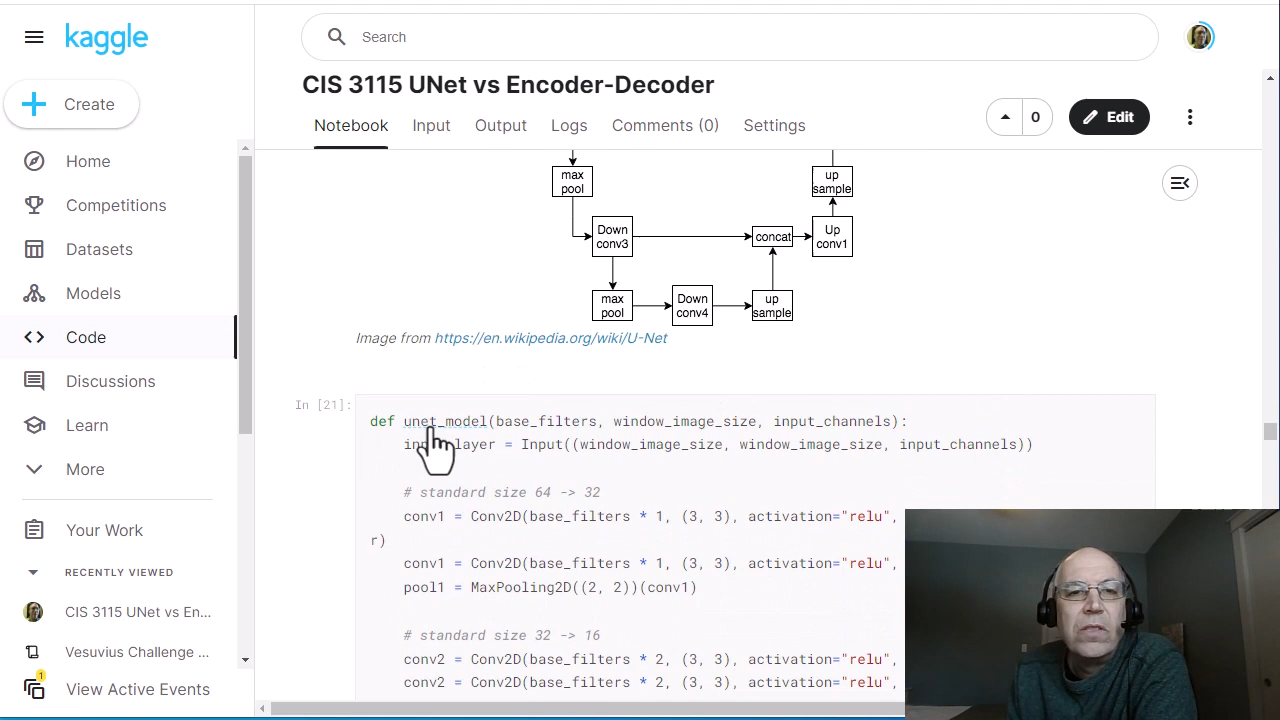 kaggle
Search
Create
CIS 3115 UNet vs Encoder-Decoder
0
Edit
Notebook
Input
Output
Logs
Comments (0)
Settings
Home
Competitions
Datasets
Models
Code
Discussions
Learn
More
Your Work
RECENTLY VIEWED
CIS 3115 UNet vs En...
Vesuvius Challenge ...
1
View Active Events
max
pool
up
sample
Down
conv3
concat
Up
conv1
max
pool
Down
conv4
up
sample
Image from https://en.wikipedia.org/wiki/U-Net
In [21]:
def unet_model(base_filters, window_image_size, input_channels):
layer = Input((window_image_size, window_image_size, input_channels))
# standard size 64 -> 32
conv1 = Conv2D(base_filters * 1, (3, 3), activation="relu",
r)
conv1 = Conv2D(base_filters * 1, (3, 3), activation="relu",
pool1 = MaxPooling2D((2, 2))(conv1)
# standard size 32 -> 16
conv2 = Conv2D(base_filters * 2, (3, 3), activation="relu",
conv2 = Conv2D(base_filters * 2, (3, 3), activation="relu",